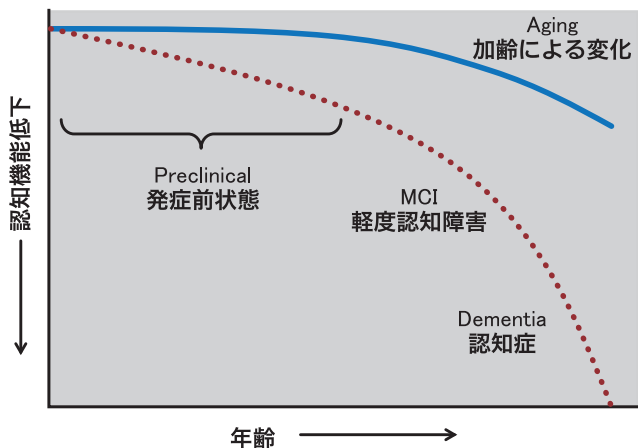 Aging
加齢による変化
Preclinical
発症前状態
MCI
軽度認知障害
Dementia
認知症
認知機能低下
年齢